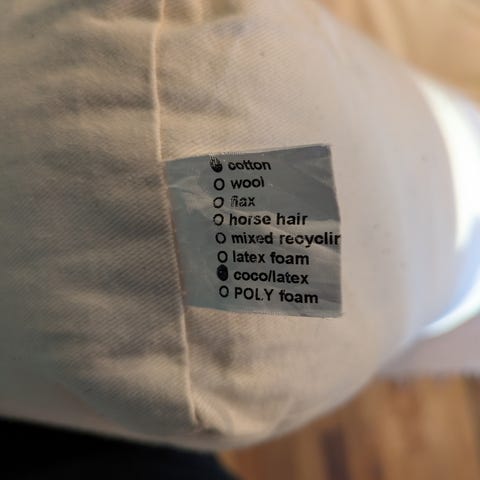 cotton
wool
flax
horse hair
mixed recyclin
latex foam
coco/latex
POLY foam